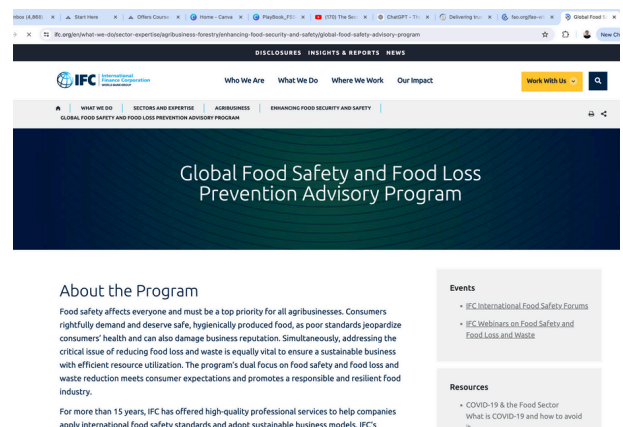 nbox (4,866)
Start Here
Offers Course
Home - Canva
PlayBook_FS
(170) The Sec
ChatGPT - Th
Delivering trus
fao.org/fao-wh
Global Food S
ifc.org/en/what-we-do/sector-expertise/agribusiness-forestry/enhancing-food-security-and-safety/global-food-safety-advisory-program
New Ch
DISCLOSURES INSIGHTS & REPORTS NEWS
IFC International Finance Corporation
WORLD BANK GROUP
Who We Are What We Do Where We Work Our Impact
Work With Us
WHAT WE DO SECTORS AND EXPERTISE AGRIBUSINESS ENHANCING FOOD SECURITY AND SAFETY
GLOBAL FOOD SAFETY AND FOOD LOSS PREVENTION ADVISORY PROGRAM
Global Food Safety and Food Loss
Prevention Advisory Program
About the Program
Food safety affects everyone and must be a top priority for all agribusinesses. Consumers
rightfully demand and deserve safe, hygienically produced food, as poor standards jeopardize
consumers' health and can also damage business reputation. Simultaneously, addressing the
critical issue of reducing food loss and waste is equally vital to ensure a sustainable business
with efficient resource utilization. The program's dual focus on food safety and food loss and
waste reduction meets consumer expectations and promotes a responsible and resilient food
industry.
For more than 15 years, IFC has offered high-quality professional services to help companies
apply international food safety standards and adopt sustainable business models. IFC's
Events
• IFC International Food Safety Forums
• IFC Webinars on Food Safety and
Food Loss and Waste
Resources
• COVID-19 & the Food Sector
What is COVID-19 and how to avoid